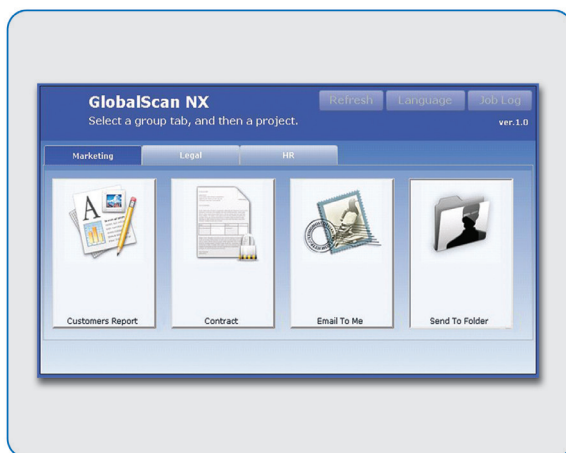 GlobalScan NX
Refresh
Language
Job Log
Select a group tab, and then a project.
ver.1.0
Marketing
Legal
HR
Customers Report
Contract
Email To Me
Send To Folder